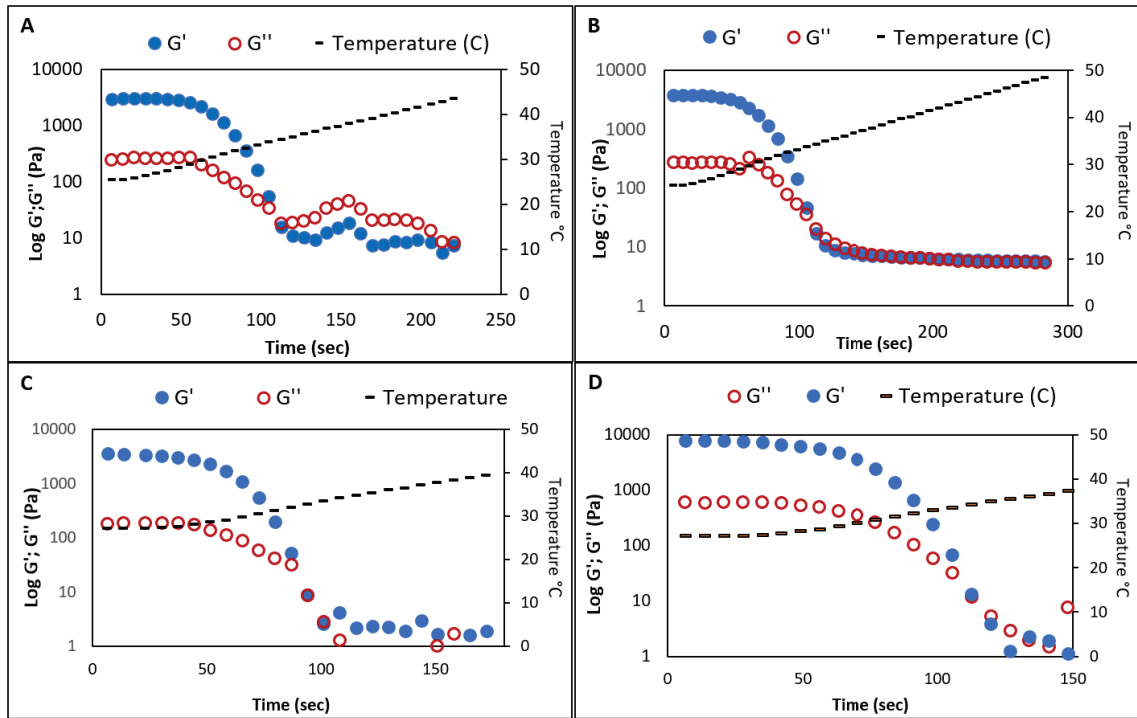 A
G' G'' Temperature (C)
10000
1000
100
10
1
50
40
30
20
10
0
0 50 100 150 200 250
Log G';G'' (Pa)
Temperature °C
Time (sec)
B
G' G'' Temperature (C)
10000
1000
100
10
1
50
40
30
20
10
0
0 100 200 300
Log G'; G'' (Pa)
Temperature °C
Time (sec)
C
G' G'' Temperature
10000
1000
100
10
1
50
40
30
20
10
0
0 50 100 150
Log G'; G'' (Pa)
Temperature °C
Time (sec)
D
G'' G' Temperature (C)
10000
1000
100
10
1
50
40
30
20
10
0
0 50 100 150
Log G'; G'' (Pa)
Temperature °C
Time (sec)